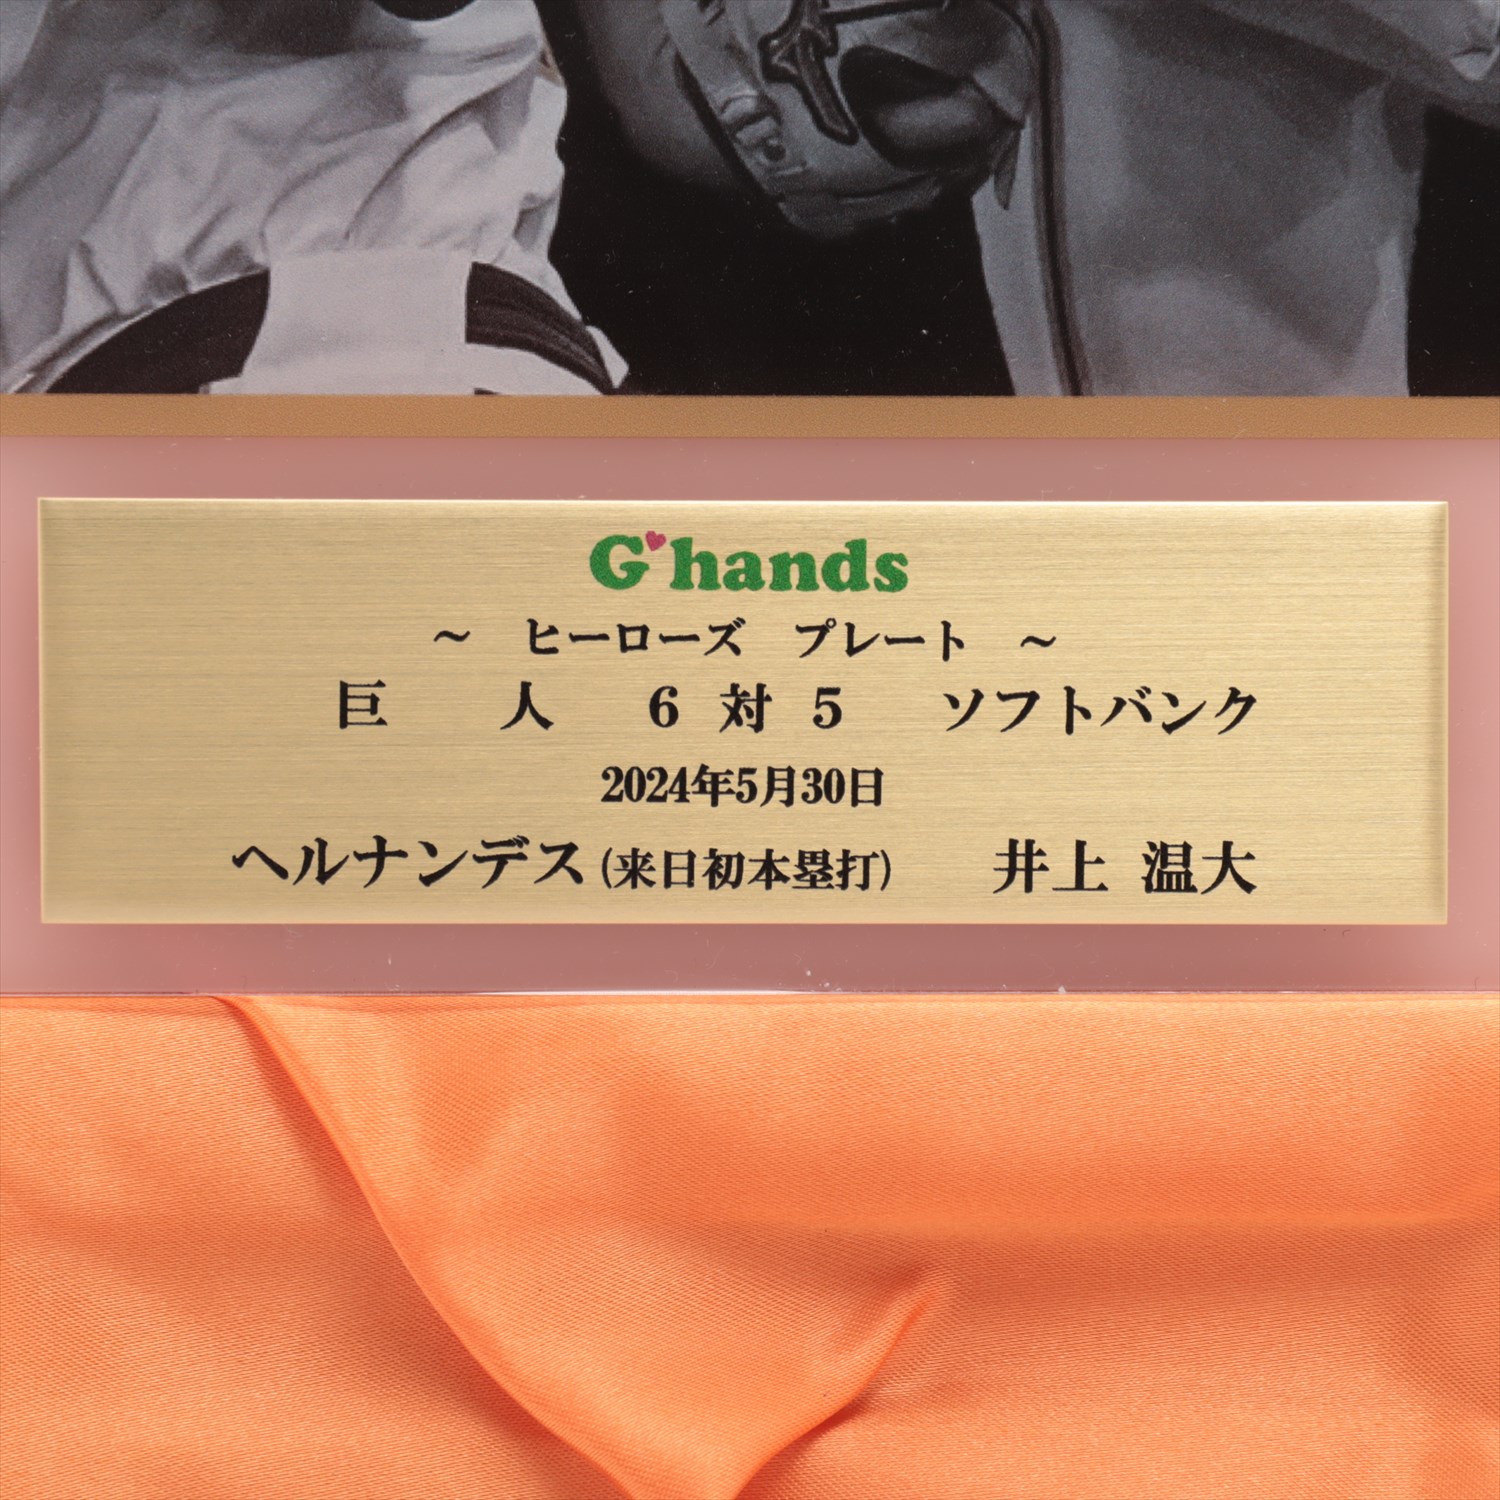 G hands
～ ヒーローズ プレート ～
巨 人 6 対 5 ソフトバンク
2024年5月30日
ヘルナンデス(来日初本塁打) 井上 温大